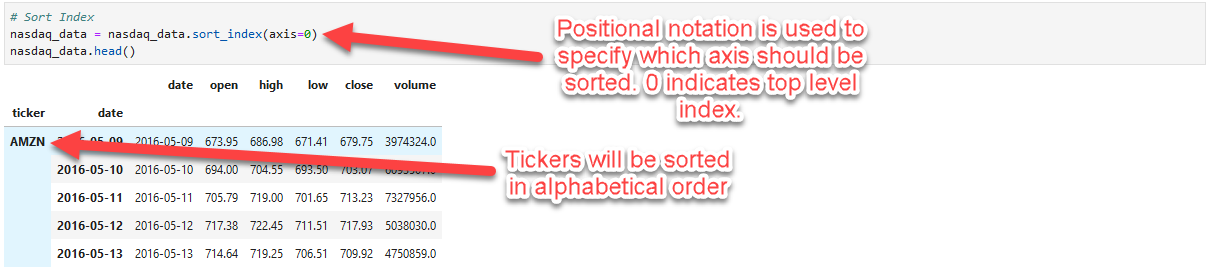 # Sort Index
nasdaq_data = nasdaq_data.sort_index(axis=0)
nasdaq_data.head()
Positional notation is used to
specify which axis should be
sorted. 0 indicates top level
index.
date open high low close volume
ticker date
AMZN 2016-05-09 2016-05-09 673.95 686.98 671.41 679.75 3974324.0
2016-05-10 2016-05-10 694.00 704.55 693.50 703.07
2016-05-11 2016-05-11 705.79 719.00 701.65 713.23 7327956.0
2016-05-12 2016-05-12 717.38 722.45 711.51 717.93 5038030.0
2016-05-13 2016-05-13 714.64 719.25 706.51 709.92 4750859.0
Tickers will be sorted
in alphabetical order